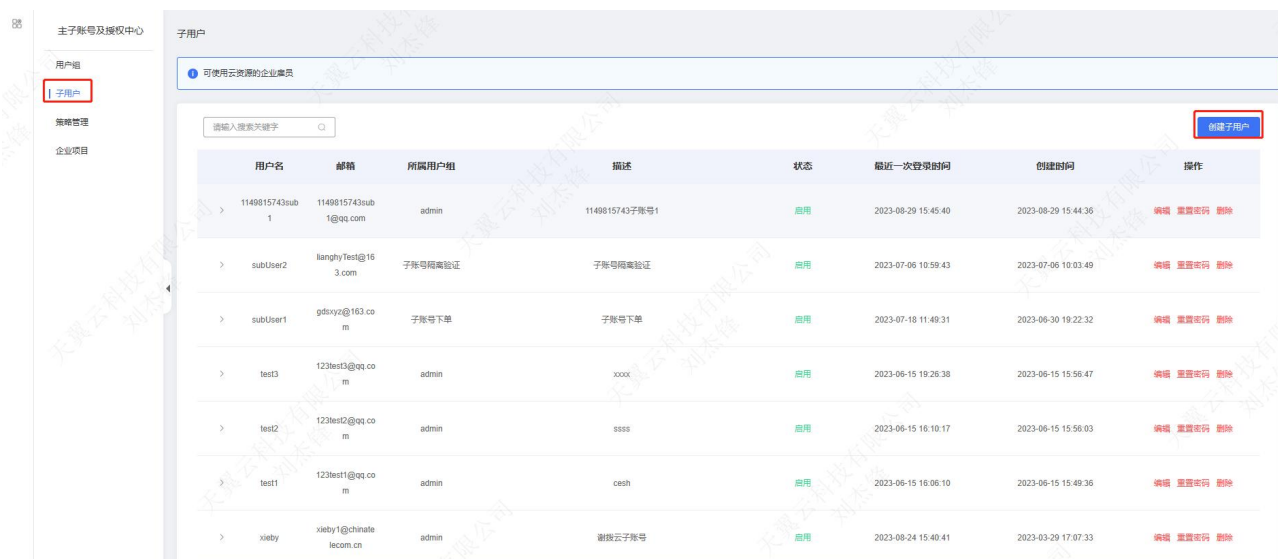 主子账号及授权中心
用户组
子用户
策略管理
企业项目
子用户
可使用云资源的企业雇员
请输入搜索关键字
创建子用户
用户名 邮箱 所属用户组 描述 状态 最近一次登录时间 创建时间 操作
1149815743sub 1149815743sub
1 1@qq.com admin 1149815743子账号1 启用 2023-08-29 15:45:40 2023-08-29 15:44:36 编辑 重置密码 删除
lianghyTest@16
subUser2 3.com 子账号隔离验证 子账号隔离验证 启用 2023-07-06 10:59:43 2023-07-06 10:03:49 编辑 重置密码 删除
gdsxyz@163.co
subUser1 m 子账号下单 子账号下单 启用 2023-07-18 11:49:31 2023-06-30 19:22:32 编辑 重置密码 删除
123test3@qq.co
test3 m admin xxxx 启用 2023-06-15 19:26:38 2023-06-15 15:56:47 编辑 重置密码 删除
123test2@qq.co
test2 m admin ssss 启用 2023-06-15 16:10:17 2023-06-15 15:56:03 编辑 重置密码 删除
123test1@qq.co
test1 m admin cesh 启用 2023-06-15 16:06:10 2023-06-15 15:49:36 编辑 重置密码 删除
xieby1@chinate
xieby lecom.cn admin 谢拨云子账号 启用 2023-08-24 15:40:41 2023-03-29 17:07:33 编辑 重置密码 删除
天翼云科技有限公司
刘杰锋